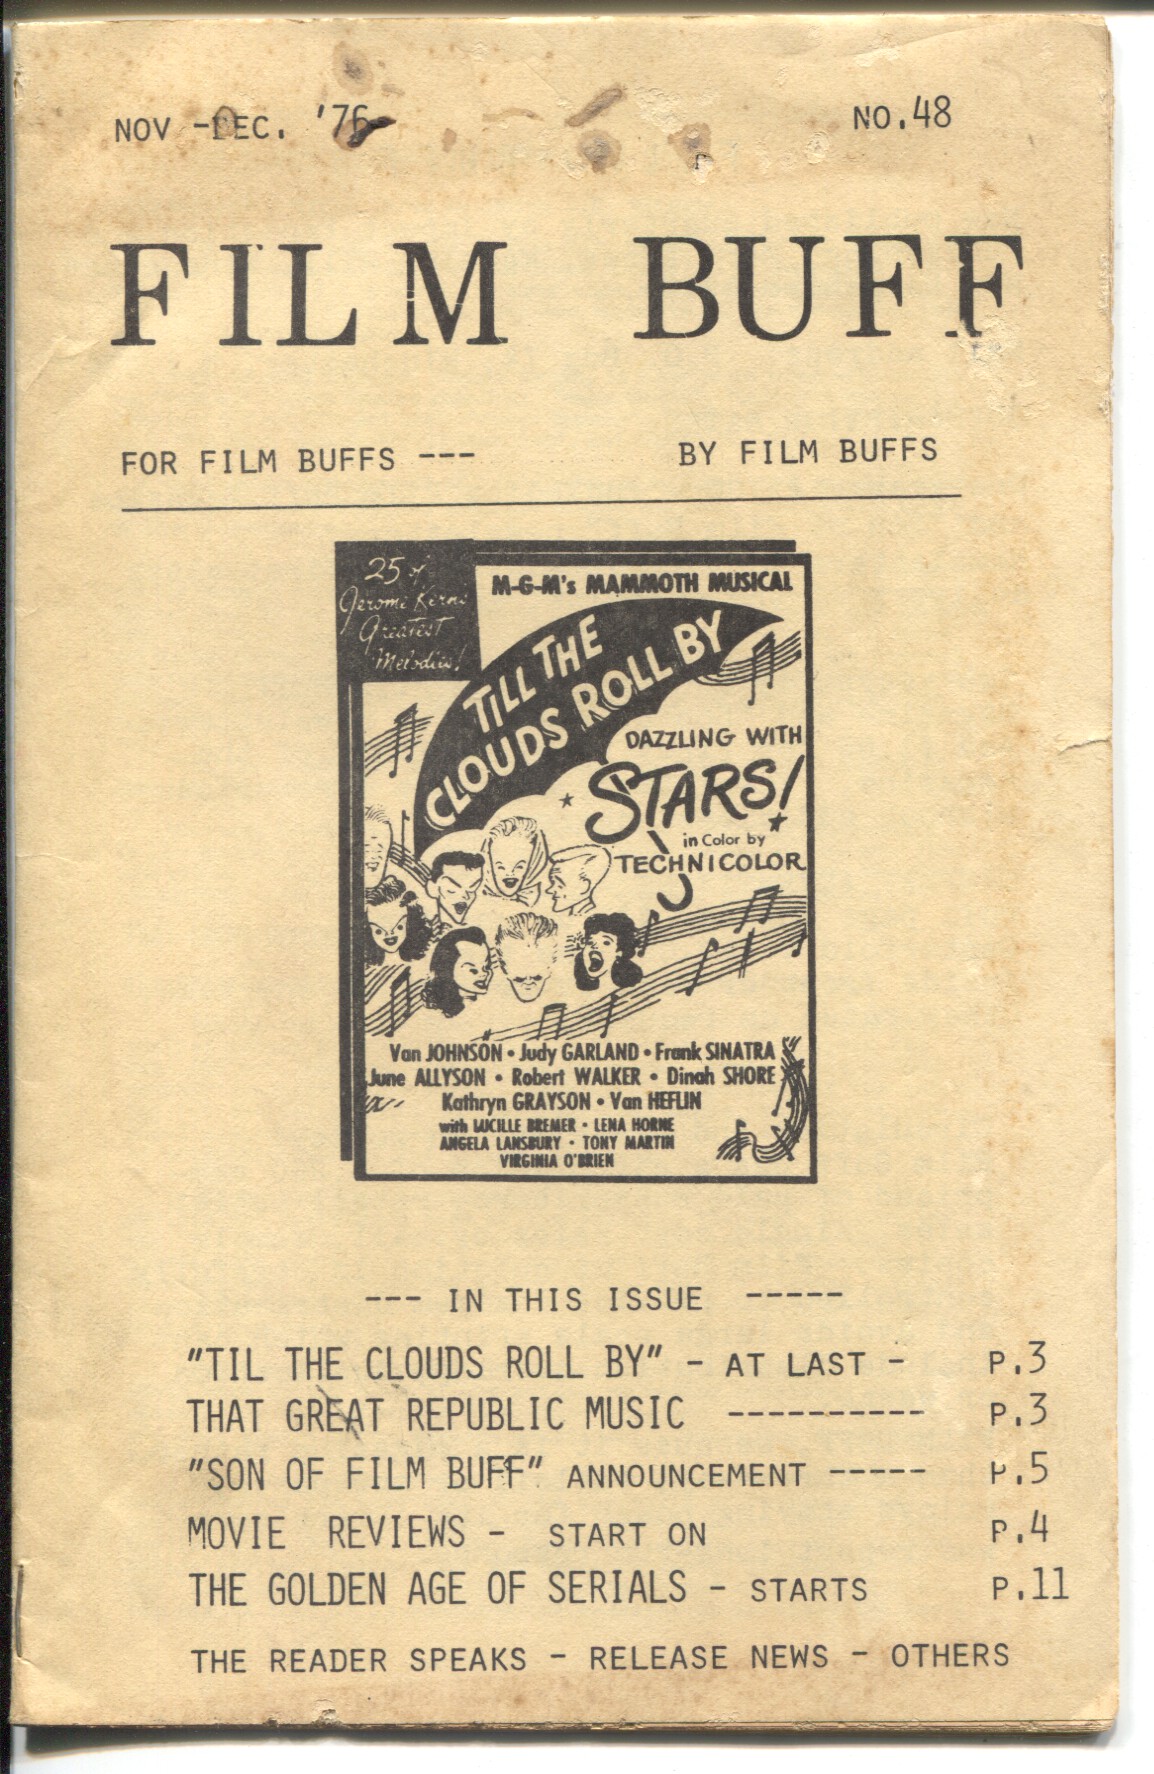 NOV -DEC. '76
NO.48
FILM BUFF
FOR FILM BUFFS --- BY FILM BUFFS
25 of
Jerome Kern's
Greatest
Melodies!
M-G-M's MAMMOTH MUSICAL
TILL THE
CLOUDS ROLL BY
DAZZLING WITH
STARS!
in Color by
TECHNICOLOR
Van JOHNSON • Judy GARLAND • Frank SINATRA
June ALLYSON • Robert WALKER • Dinah SHORE
Kathryn GRAYSON • Van HEFLIN
with LUCILLE BREMER • LENA HORNE
ANGELA LANSBURY • TONY MARTIN
VIRGINIA O'BRIEN
--- IN THIS ISSUE -----
"TIL THE CLOUDS ROLL BY" - AT LAST - P.3
THAT GREAT REPUBLIC MUSIC ---------- P.3
"SON OF FILM BUFF" ANNOUNCEMENT ----- P.5
MOVIE REVIEWS - START ON P.4
THE GOLDEN AGE OF SERIALS - STARTS P.11
THE READER SPEAKS - RELEASE NEWS - OTHERS